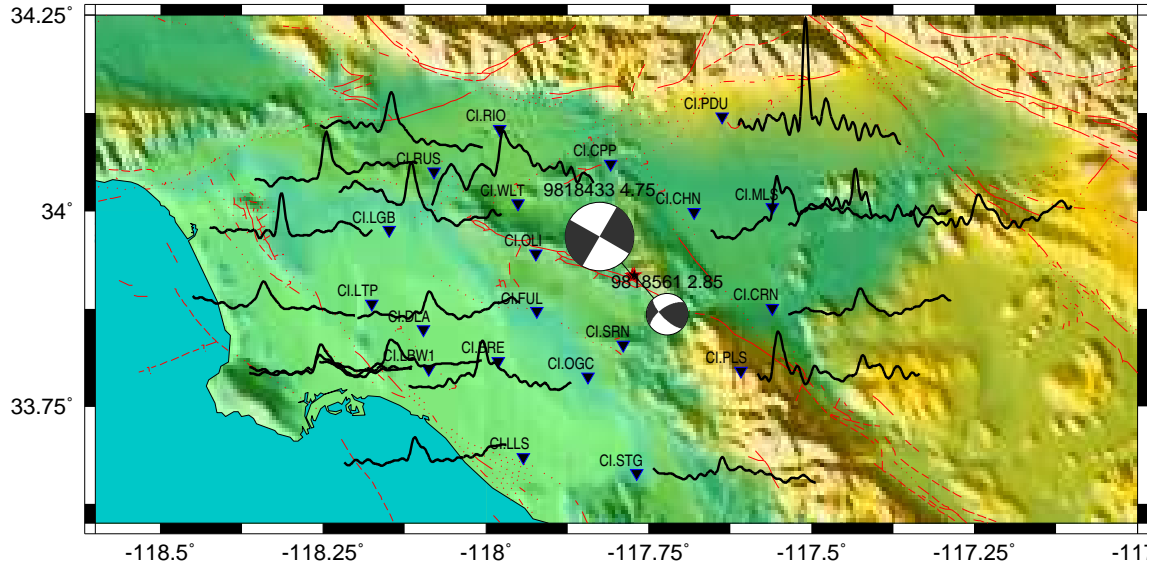 34.25°
CI.PDU
CI.RIO
CI.CPP
CI.RUS
CI.WLT
9818433 4.75
CI.CHN
CI.MLS
34°
CI.LGB
CI.OLI
9818561 2.85
CI.LTP
CI.FUL
CI.CRN
CI.DLA
CI.SRN
CI.LBW1
CI.BRE
CI.OGC
CI.PLS
33.75°
CI.LLS
CI.STG
-118.5° -118.25° -118° -117.75° -117.5° -117.25° -117